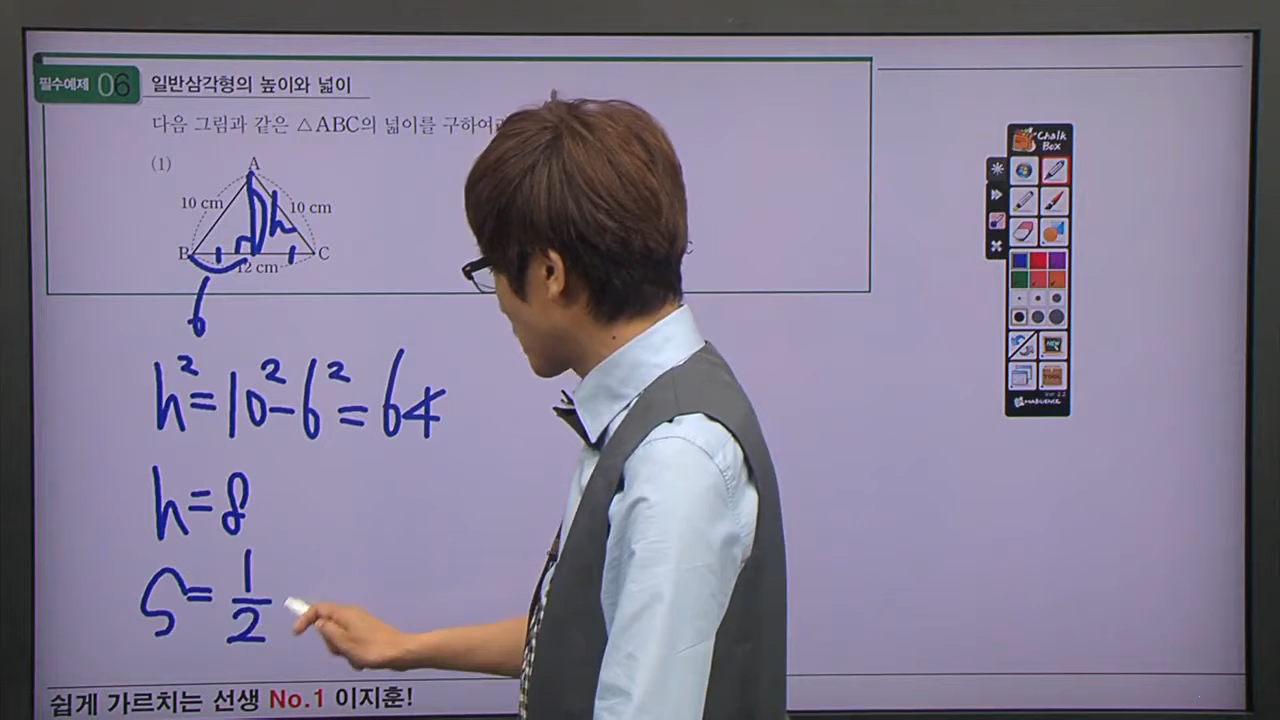 필수예제 06 일반삼각형의 높이와 넓이
다음 그림과 같은 △ABC의 넓이를 구하여
(1)
A
10 cm
10 cm
h
B
C
12 cm
C
6
h²=10²-6²=64
h=8
S=1/2
Chalk Box
NEW
쉽게 가르치는 선생 No.1 이지훈!